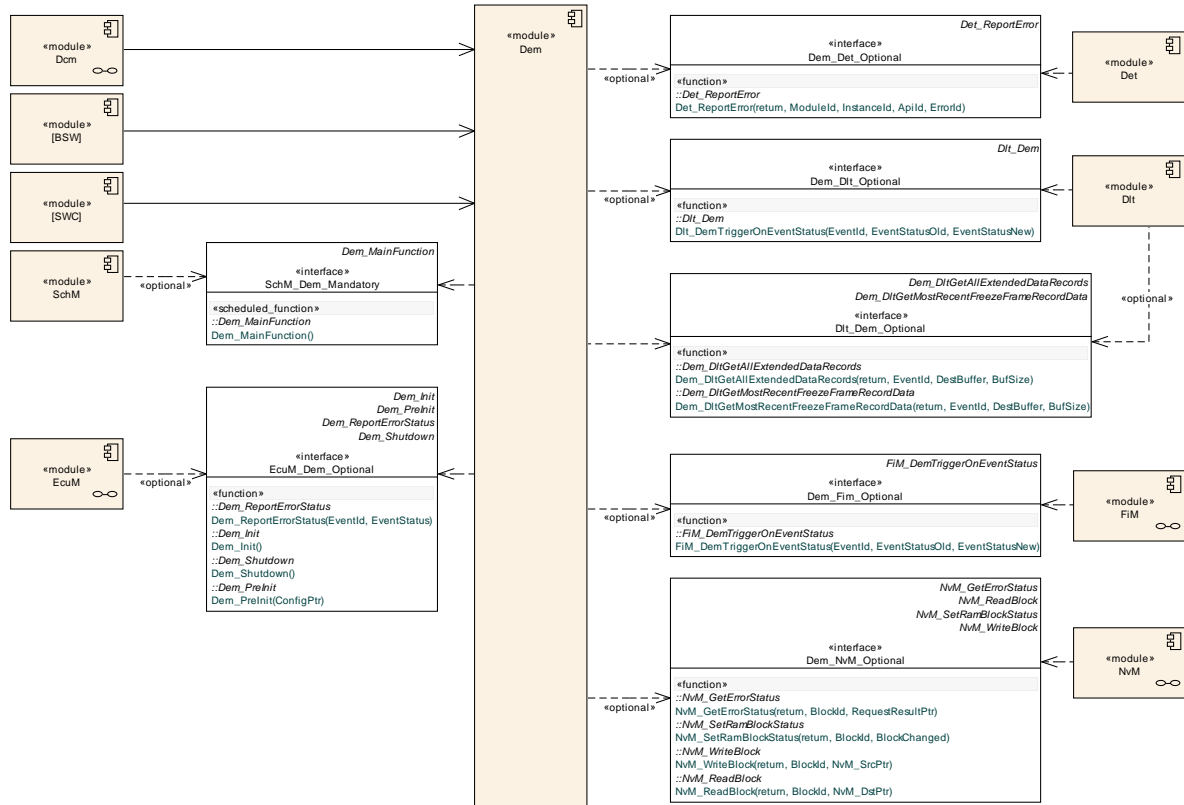 «module»
Dcm
«module»
[BSW]
«module»
[SWC]
«module»
SchM
«optional»
Dem_MainFunction
«interface»
SchM_Dem_Mandatory
«scheduled_function»
::Dem_MainFunction
Dem_MainFunction()
«module»
EcuM
«optional»
Dem_Init
Dem_PreInit
Dem_ReportErrorStatus
Dem_Shutdown
«interface»
EcuM_Dem_Optional
«function»
::Dem_ReportErrorStatus
Dem_ReportErrorStatus(EventId, EventStatus)
::Dem_Init
Dem_Init()
::Dem_Shutdown
Dem_Shutdown()
::Dem_PreInit
Dem_PreInit(ConfigPtr)
«module»
Dem
«optional»
Det_ReportError
«interface»
Dem_Det_Optional
«function»
::Det_ReportError
Det_ReportError(return, ModuleId, InstanceId, ApiId, ErrorId)
«module»
Det
«optional»
Dlt_Dem
«interface»
Dem_Dlt_Optional
«function»
::Dlt_Dem
Dlt_DemTriggerOnEventStatus(EventId, EventStatusOld, EventStatusNew)
«module»
Dlt
«optional»
Dem_DltGetAllExtendedDataRecords
Dem_DltGetMostRecentFreezeFrameRecordData
«interface»
Dlt_Dem_Optional
«function»
::Dem_DltGetAllExtendedDataRecords
Dem_DltGetAllExtendedDataRecords(return, EventId, DestBuffer, BufSize)
::Dem_DltGetMostRecentFreezeFrameRecordData
Dem_DltGetMostRecentFreezeFrameRecordData(return, EventId, DestBuffer, BufSize)
«optional»
FiM_DemTriggerOnEventStatus
«interface»
Dem_Fim_Optional
«function»
::FiM_DemTriggerOnEventStatus
FiM_DemTriggerOnEventStatus(EventId, EventStatusOld, EventStatusNew)
«module»
FiM
«optional»
NvM_GetErrorStatus
NvM_ReadBlock
NvM_SetRamBlockStatus
NvM_WriteBlock
«interface»
Dem_NvM_Optional
«function»
::NvM_GetErrorStatus
NvM_GetErrorStatus(return, BlockId, RequestResultPtr)
::NvM_SetRamBlockStatus
NvM_SetRamBlockStatus(return, BlockId, BlockChanged)
::NvM_WriteBlock
NvM_WriteBlock(return, BlockId, NvM_SrcPtr)
::NvM_ReadBlock
NvM_ReadBlock(return, BlockId, NvM_DstPtr)
«module»
NvM